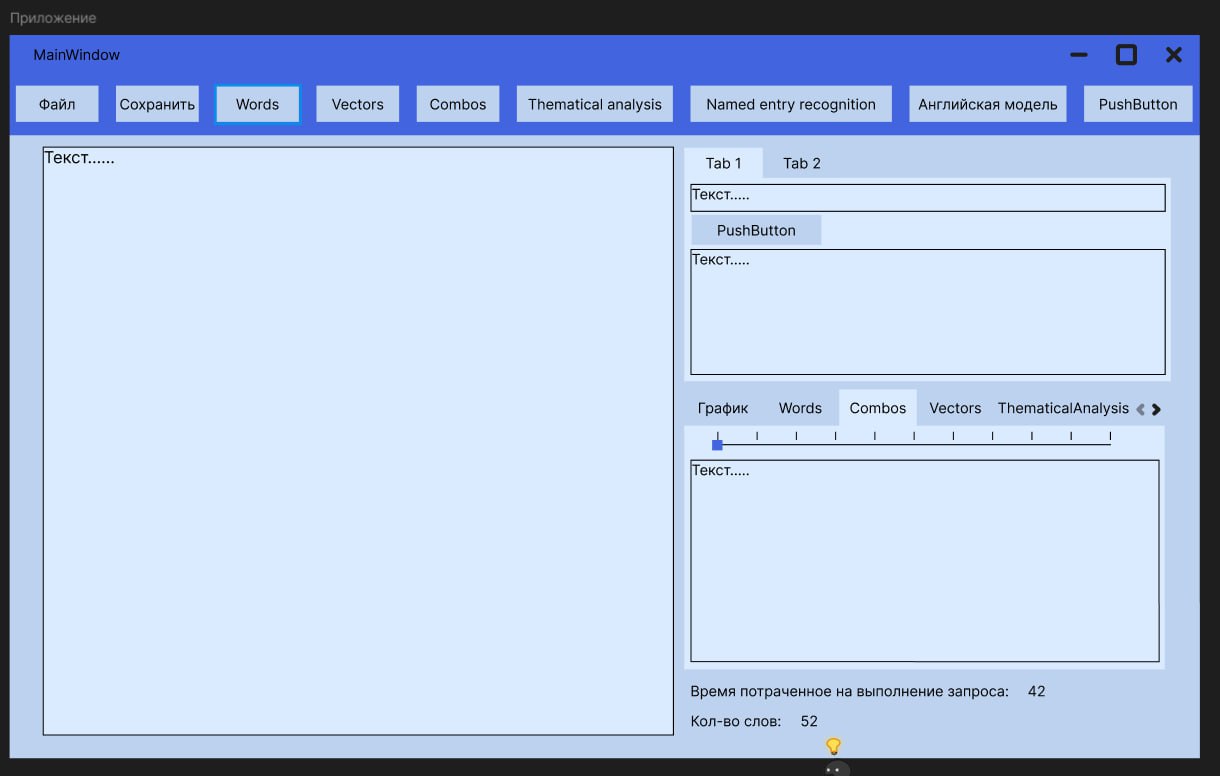 Приложение
MainWindow
Файл Сохранить Words Vectors Combos Thematical analysis Named entry recognition Английская модель PushButton
Текст......
Tab 1 Tab 2
Текст.....
PushButton
Текст.....
График Words Combos Vectors ThematicalAnalysis
Текст.....
Время потраченное на выполнение запроса: 42
Кол-во слов: 52